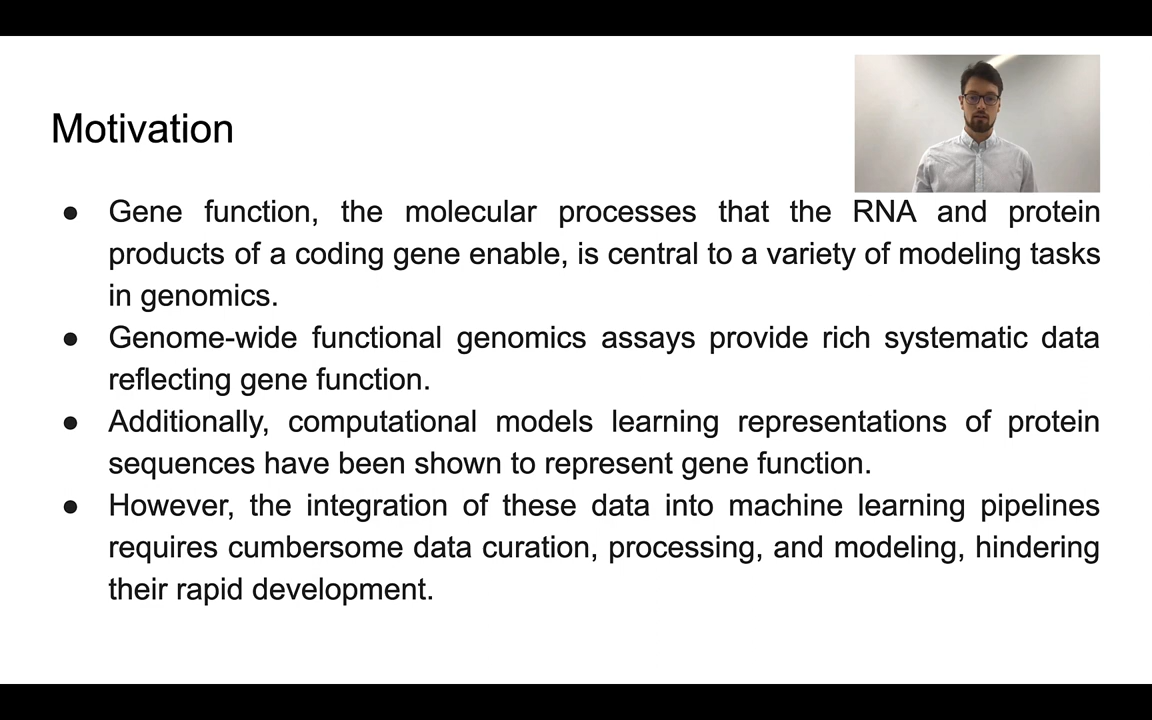 Motivation
● Gene function, the molecular processes that the RNA and protein
products of a coding gene enable, is central to a variety of modeling tasks
in genomics.
● Genome-wide functional genomics assays provide rich systematic data
reflecting gene function.
● Additionally, computational models learning representations of protein
sequences have been shown to represent gene function.
● However, the integration of these data into machine learning pipelines
requires cumbersome data curation, processing, and modeling, hindering
their rapid development.